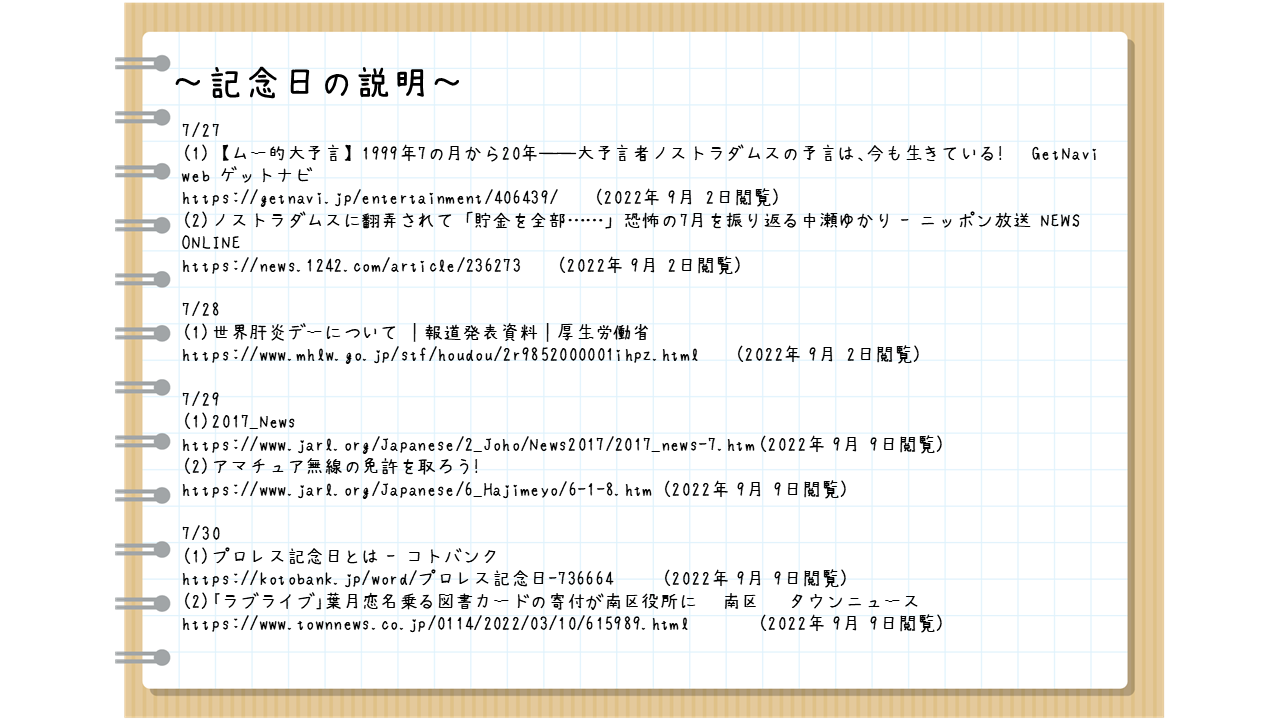 ～記念日の説明～
7/27
(1)【ムー的大予言】1999年7の月から20年――大予言者ノストラダムスの予言は、今も生きている!　GetNavi
web ゲットナビ
https://getnavi.jp/entertainment/406439/　(2022年 9月 2日閲覧)
(2)ノストラダムスに翻弄されて「貯金を全部……」恐怖の7月を振り返る中瀬ゆかり - ニッポン放送 NEWS
ONLINE
https://news.1242.com/article/236273　(2022年 9月 2日閲覧)
7/28
(1)世界肝炎デーについて ｜報道発表資料｜厚生労働省
https://www.mhlw.go.jp/stf/houdou/2r9852000001ihpz.html　(2022年 9月 2日閲覧)
7/29
(1)2017_News
https://www.jarl.org/Japanese/2_Joho/News2017/2017_news-7.htm(2022年 9月 9日閲覧)
(2)アマチュア無線の免許を取ろう!
https://www.jarl.org/Japanese/6_Hajimeyo/6-1-8.htm (2022年 9月 9日閲覧)
7/30
(1)プロレス記念日とは - コトバンク
https://kotobank.jp/word/プロレス記念日-736664　(2022年 9月 9日閲覧)
(2)「ラブライブ」葉月恋名乗る図書カードの寄付が南区役所に　南区　タウンニュース
https://www.townnews.co.jp/0114/2022/03/10/615989.html　(2022年 9月 9日閲覧)